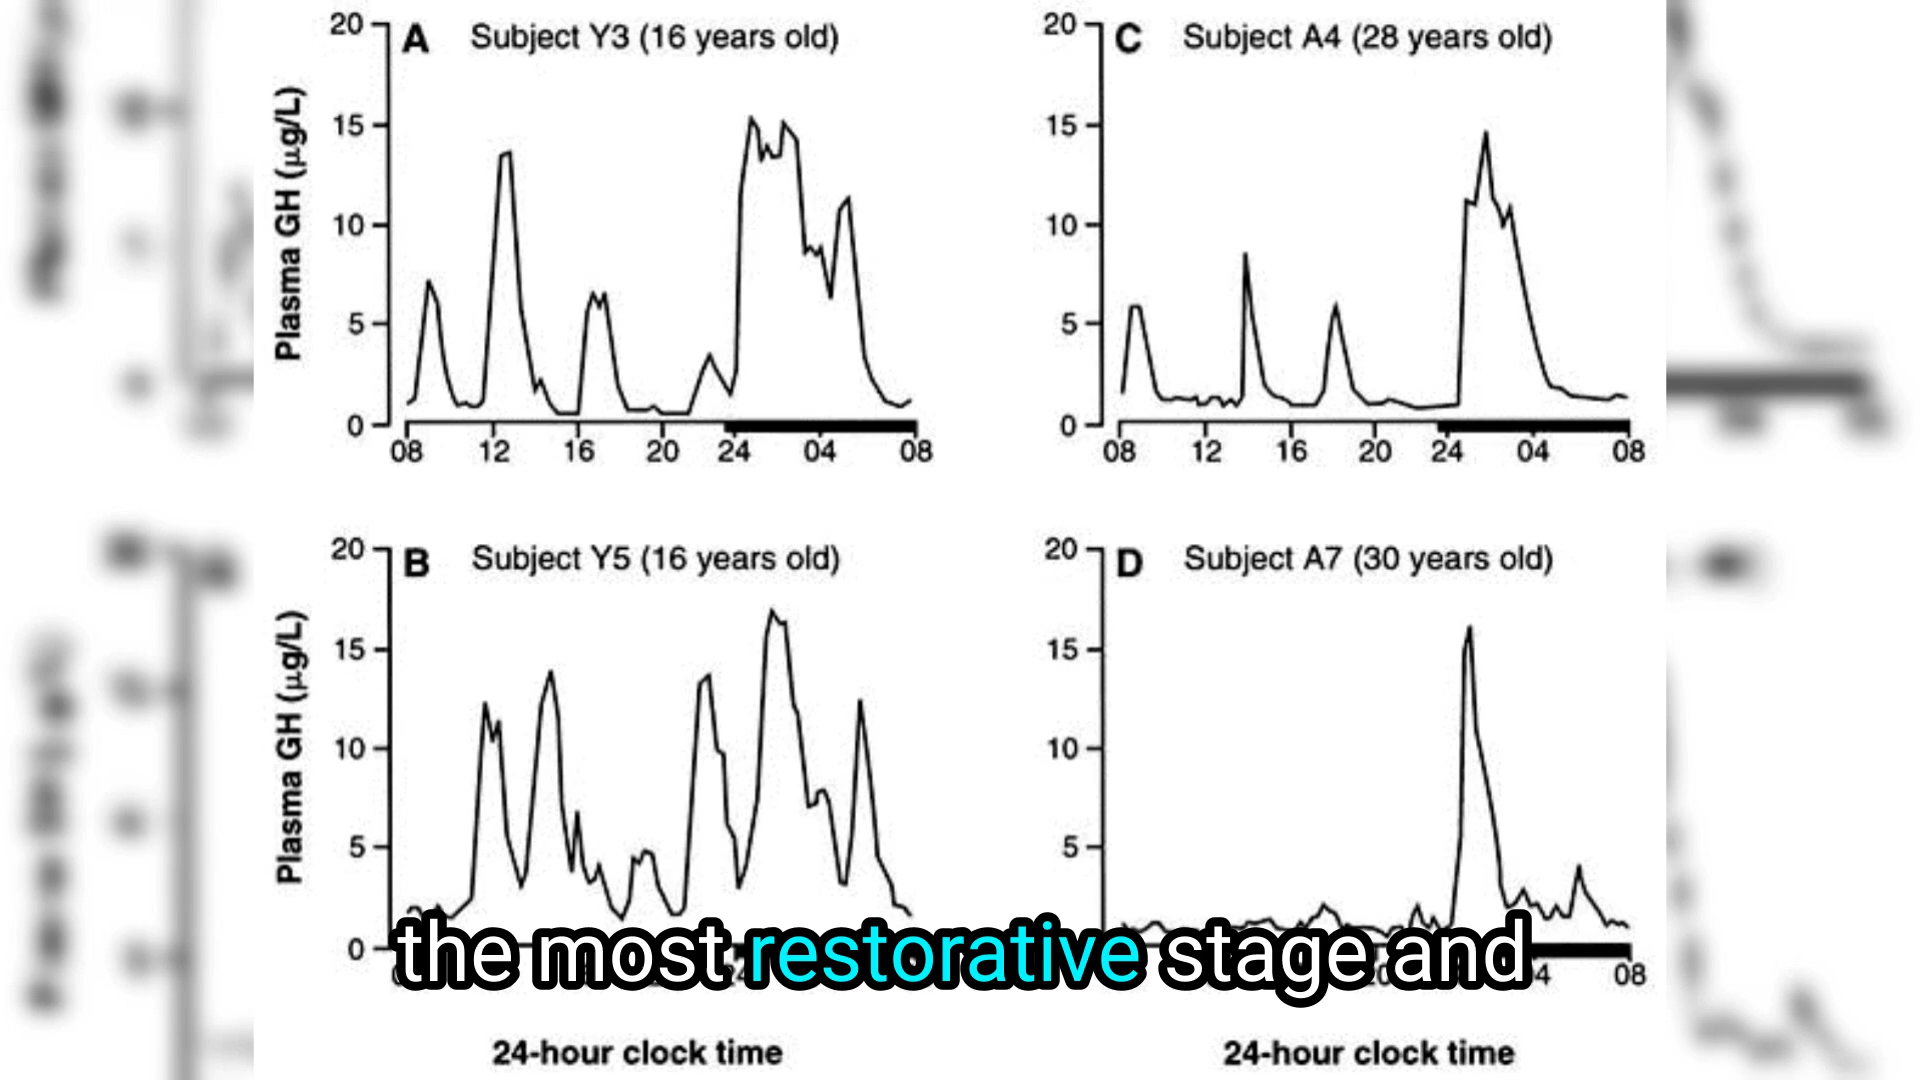 A Subject Y3 (16 years old)
Plasma GH (μg/L)
20
15
10
5
0
08 12 16 20 24 04 08
C Subject A4 (28 years old)
20
15
10
5
0
08 12 16 20 24 04 08
B Subject Y5 (16 years old)
Plasma GH (μg/L)
20
15
10
5
0
24-hour clock time
D Subject A7 (30 years old)
20
15
10
5
08
24-hour clock time
the most restorative stage and